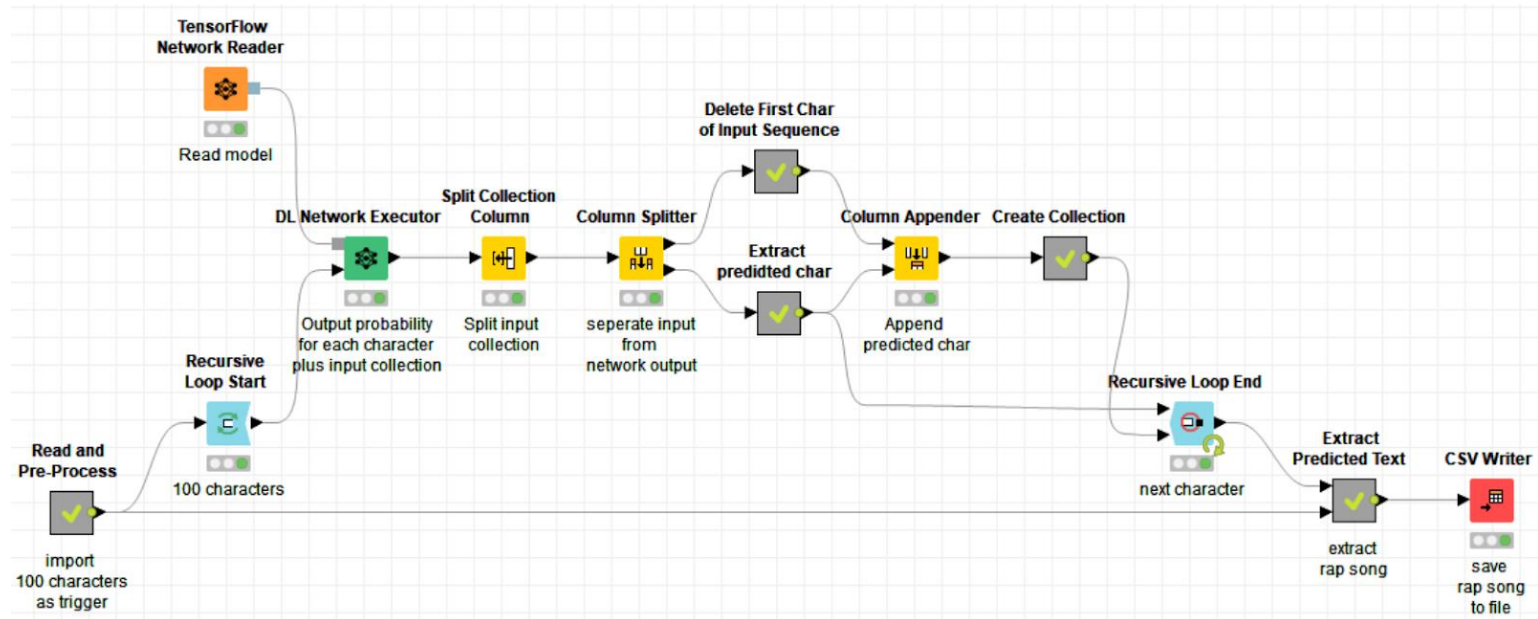 TensorFlow
Network Reader
Read model
Delete First Char
of Input Sequence
DL Network Executor
Output probability
for each character
plus input collection
Split Collection
Column
Split input
collection
Column Splitter
seperate input
from
network output
Extract
predidted char
Column Appender
Append
predicted char
Create Collection
Recursive
Loop Start
100 characters
Read and
Pre-Process
import
100 characters
as trigger
Recursive Loop End
next character
Extract
Predicted Text
extract
rap song
CSV Writer
save
rap song
to file